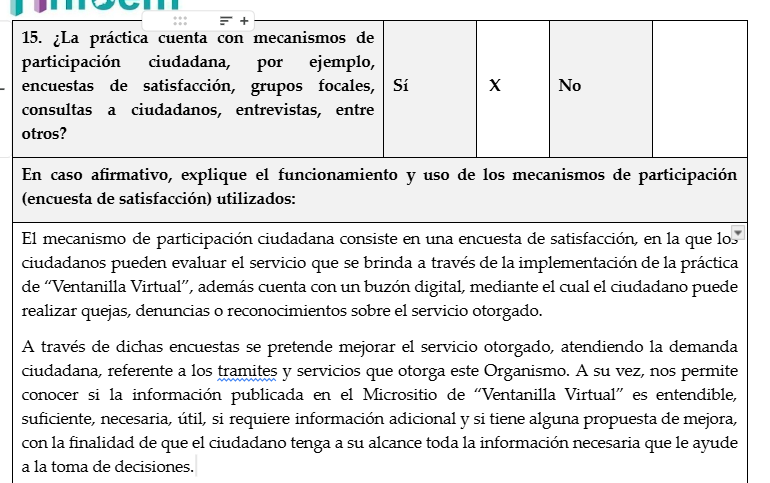 15. ¿La práctica cuenta con mecanismos de
participación ciudadana, por ejemplo,
encuestas de satisfacción, grupos focales,
consultas a ciudadanos, entrevistas, entre
otros?
Sí
X
No
En caso afirmativo, explique el funcionamiento y uso de los mecanismos de participación
(encuesta de satisfacción) utilizados:
El mecanismo de participación ciudadana consiste en una encuesta de satisfacción, en la que los
ciudadanos pueden evaluar el servicio que se brinda a través de la implementación de la práctica
de “Ventanilla Virtual”, además cuenta con un buzón digital, mediante el cual el ciudadano puede
realizar quejas, denuncias o reconocimientos sobre el servicio otorgado.
A través de dichas encuestas se pretende mejorar el servicio otorgado, atendiendo la demanda
ciudadana, referente a los tramites y servicios que otorga este Organismo. A su vez, nos permite
conocer si la información publicada en el Micrositio de “Ventanilla Virtual” es entendible,
suficiente, necesaria, útil, si requiere información adicional y si tiene alguna propuesta de mejora,
con la finalidad de que el ciudadano tenga a su alcance toda la información necesaria que le ayude
a la toma de decisiones.